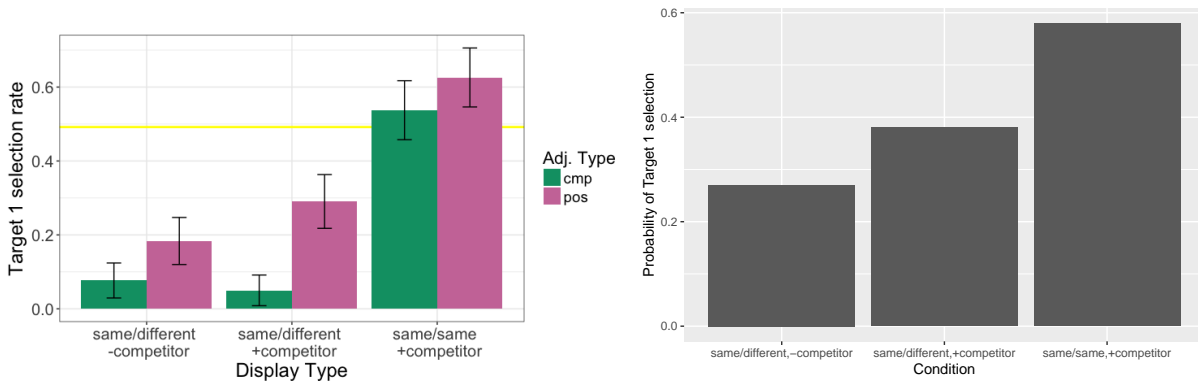 Target 1 selection rate
0.6
0.4
0.2
0.0
same/different
-competitor
same/different
+competitor
same/same
+competitor
Display Type
Adj. Type
cmp
pos
Probability of Target 1 selection
0.6
0.4
0.2
0.0
same/different,−competitor
same/different,+competitor
same/same,+competitor
Condition